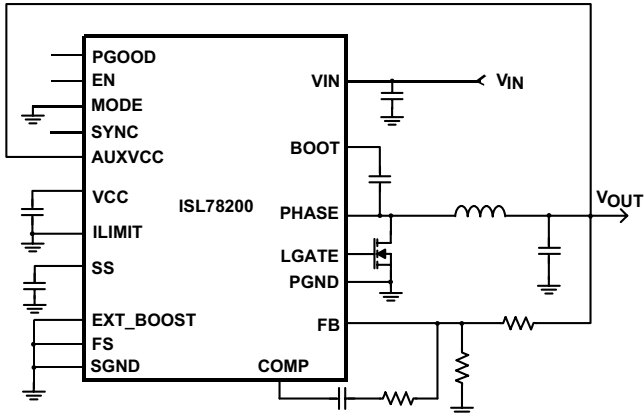 PGOOD
EN
MODE
SYNC
AUXVCC
VCC
ILIMIT
SS
EXT_BOOST
FS
SGND
ISL78200
VIN
BOOT
PHASE
LGATE
PGND
FB
COMP
VIN
VOUT